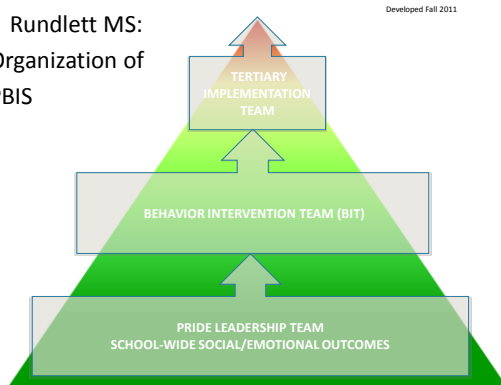 Rundlett MS:
Organization of
PBIS
Developed Fall 2011
TERTIARY
IMPLEMENTATION
TEAM
BEHAVIOR INTERVENTION TEAM (BIT)
PRIDE LEADERSHIP TEAM
SCHOOL-WIDE SOCIAL/EMOTIONAL OUTCOMES